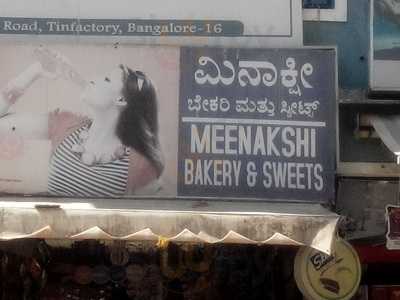 Road, Tinfactory, Bangalore-16
ಮಿನಾಕ್ಷೀ
ಬೇಕರಿ ಮತ್ತು ಸ್ವೀಟ್ಸ್
MEENAKSHI
BAKERY & SWEETS